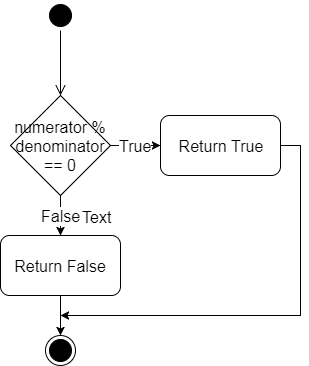 numerator %
denominator
== 0
True
Return True
False
Text
Return False